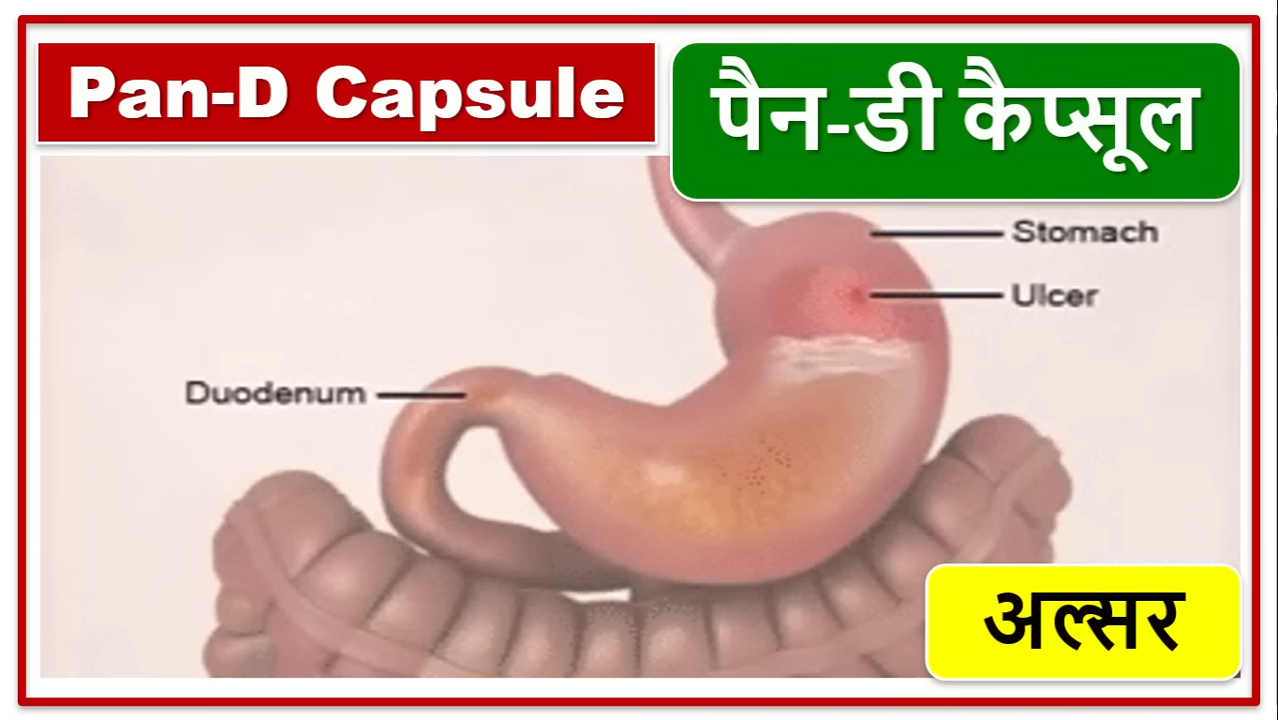 Pan-D Capsule
पैन-डी कैप्सूल
Stomach
Ulcer
Duodenum
अल्सर